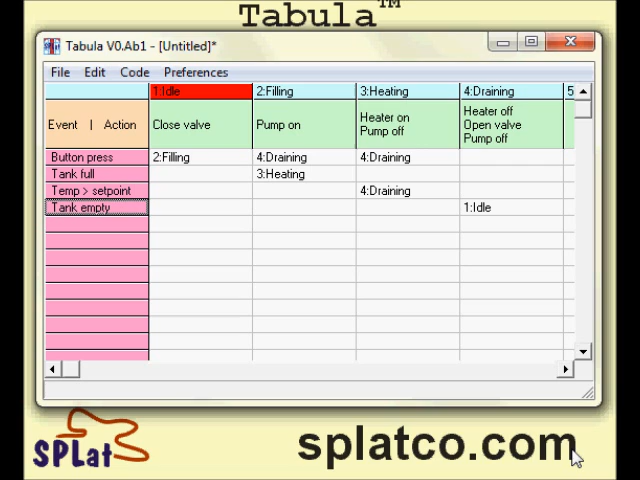 Tabula™
Tabula V0.Ab1 - [Untitled]*
File Edit Code Preferences
1:Idle 2:Filling 3:Heating 4:Draining 5
Event | Action Close valve Pump on Heater on Pump off Heater off Open valve Pump off
Button press 2:Filling 4:Draining 4:Draining
Tank full 3:Heating
Temp > setpoint 4:Draining
Tank empty 1:Idle
SPLat splatco.com